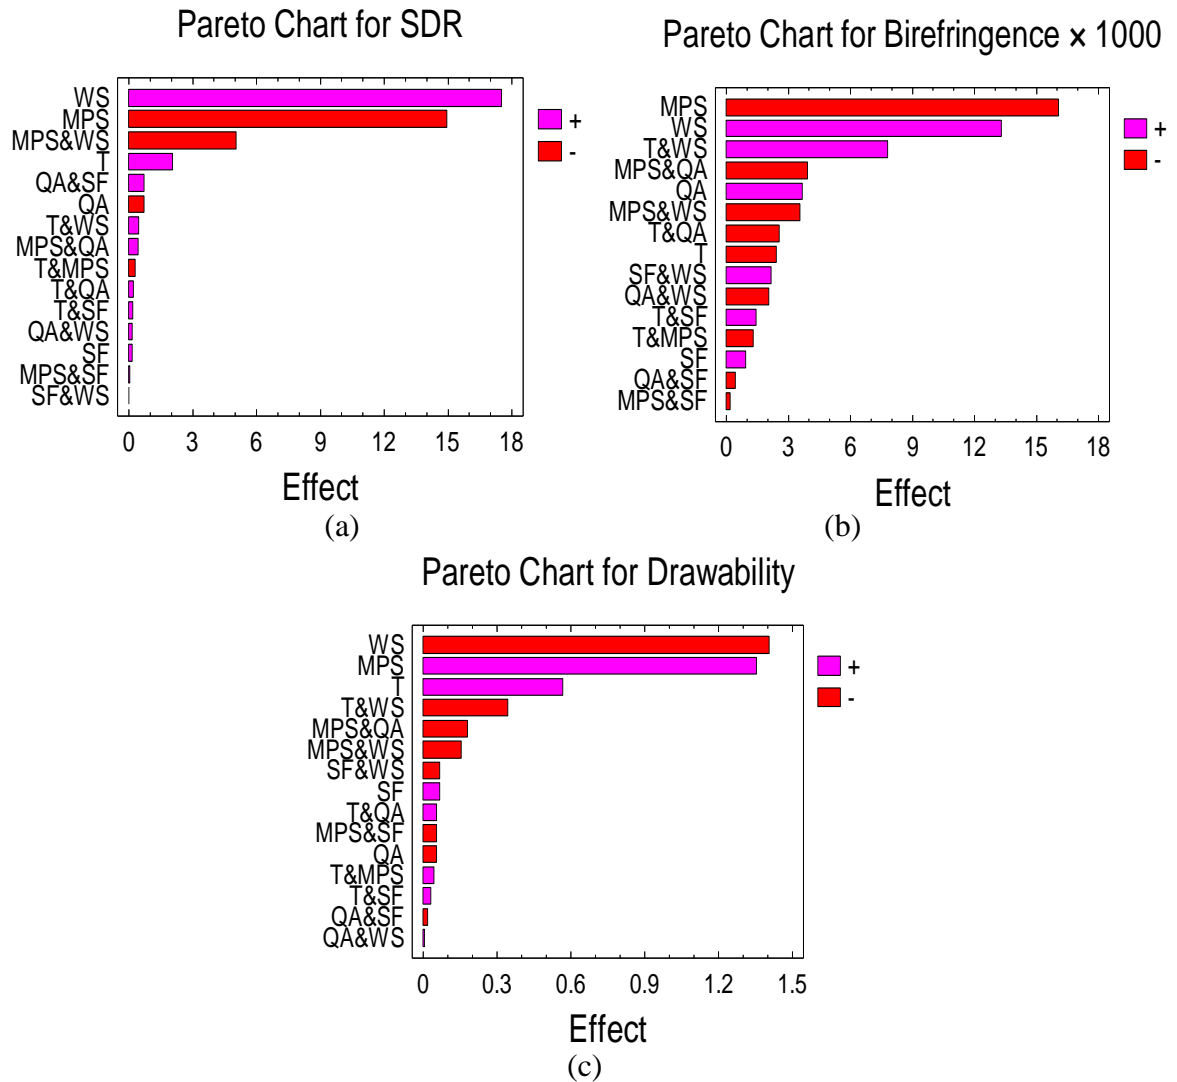 Pareto Chart for SDR
WS
MPS
MPS&WS
T
QA&SF
QA
T&WS
MPS&QA
T&MPS
T&QA
T&SF
QA&WS
SF
MPS&SF
SF&WS
0 3 6 9 12 15 18
Effect
+
-
(a)
Pareto Chart for Birefringence × 1000
MPS
WS
T&WS
MPS&QA
QA
MPS&WS
T&QA
T
SF&WS
QA&WS
T&SF
T&MPS
SF
QA&SF
MPS&SF
0 3 6 9 12 15 18
Effect
+
-
(b)
Pareto Chart for Drawability
WS
MPS
T
T&WS
MPS&QA
MPS&WS
SF&WS
SF
T&QA
MPS&SF
QA
T&MPS
T&SF
QA&SF
QA&WS
0 0.3 0.6 0.9 1.2 1.5
Effect
+
-
(c)